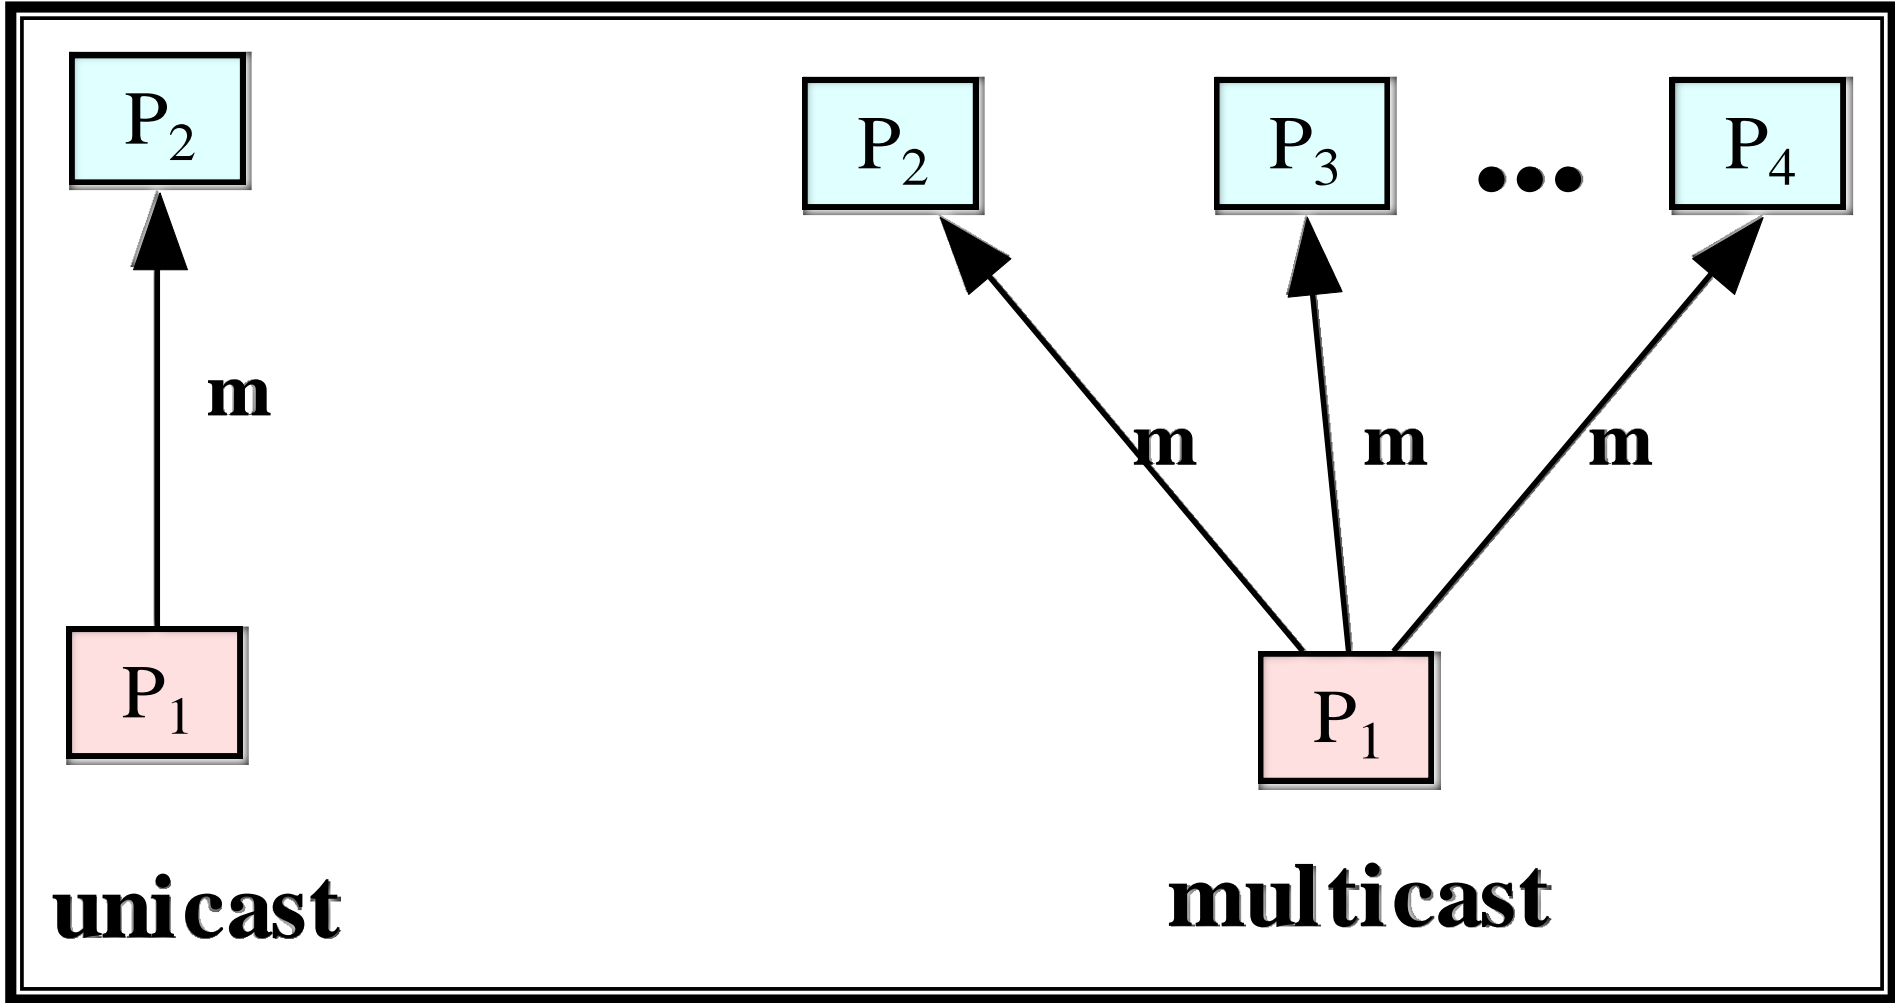 P₂
m
P₁
unicast
P₂ P₃ ••• P₄
m m m
P₁
multicast